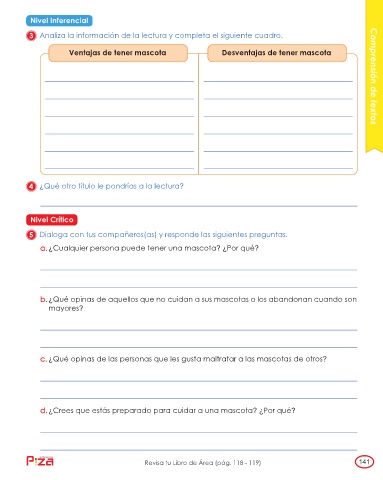 Nivel Inferencial
3 Analiza la información de la lectura y completa el siguiente cuadro.
Ventajas de tener mascota
Desventajas de tener mascota
Comprensión de textos
4 ¿Qué otro título le pondrías a la lectura?
Nivel Crítico
5 Dialoga con tus compañeros(as) y responde las siguientes preguntas.
a. ¿Cualquier persona puede tener una mascota? ¿Por qué?
b. ¿Qué opinas de aquellos que no cuidan a sus mascotas o los abandonan cuando son
mayores?
c. ¿Qué opinas de las personas que les gusta maltratar a las mascotas de otros?
d. ¿Crees que estás preparado para cuidar a una mascota? ¿Por qué?
Revisa tu Libro de Área (pág. 118 - 119)
141